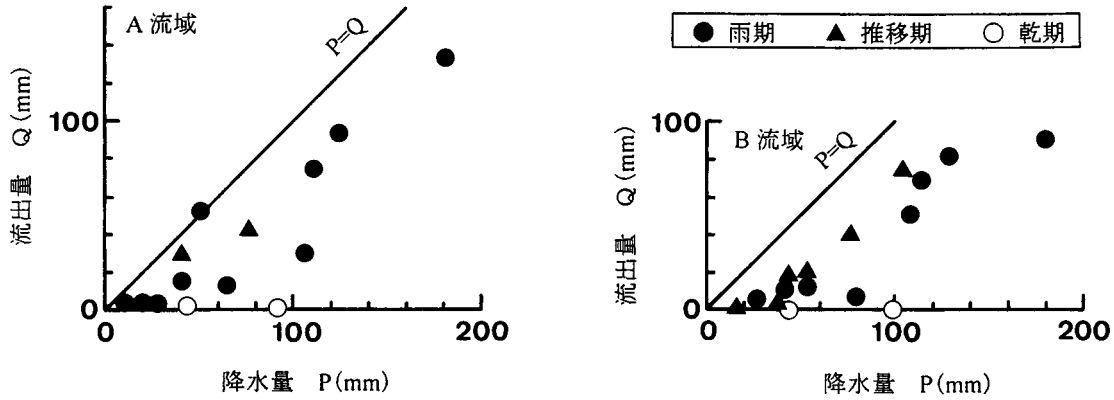 A 流域
P=Q
流出量 Q (mm)
100
0
0 100 200
降水量 P(mm)
● 雨期 ▲ 推移期 ○ 乾期
B 流域
P=Q
流出量 Q (mm)
100
0
0 100 200
降水量 P(mm)